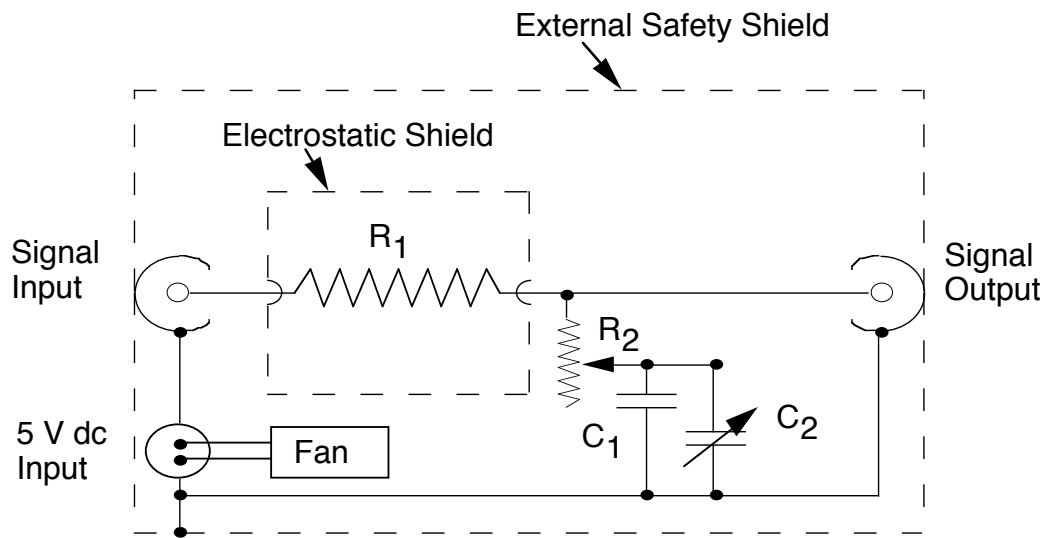 External Safety Shield
Electrostatic Shield
R1
Signal
Input
Signal
Output
R2
C1
C2
5 V dc
Input
Fan